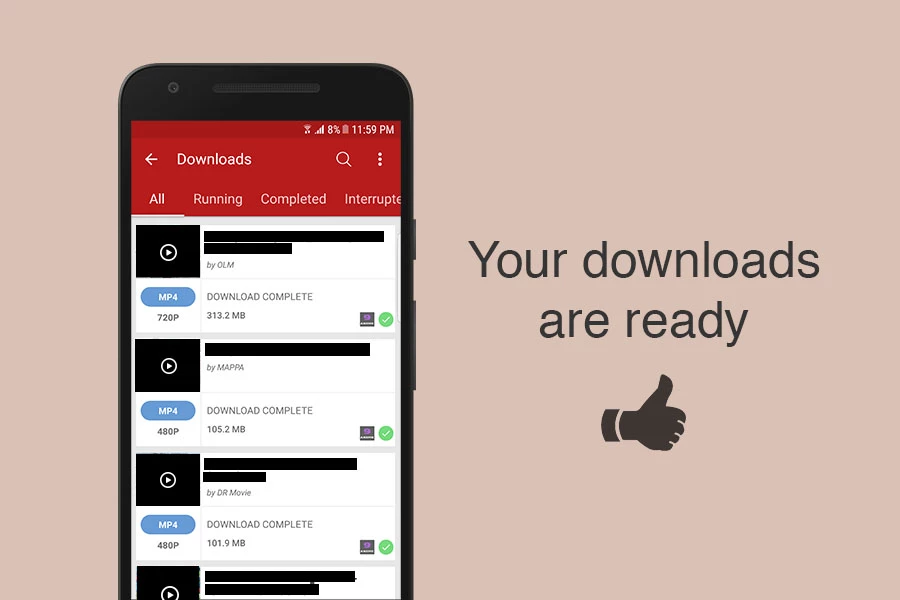 8% 11:59 PM
Downloads
All Running Completed Interrupte
by OLM
MP4
DOWNLOAD COMPLETE
720P
313.2 MB
by MAPPA
MP4
DOWNLOAD COMPLETE
480P
105.2 MB
by DR Movie
MP4
DOWNLOAD COMPLETE
480P
101.9 MB
Your downloads
are ready